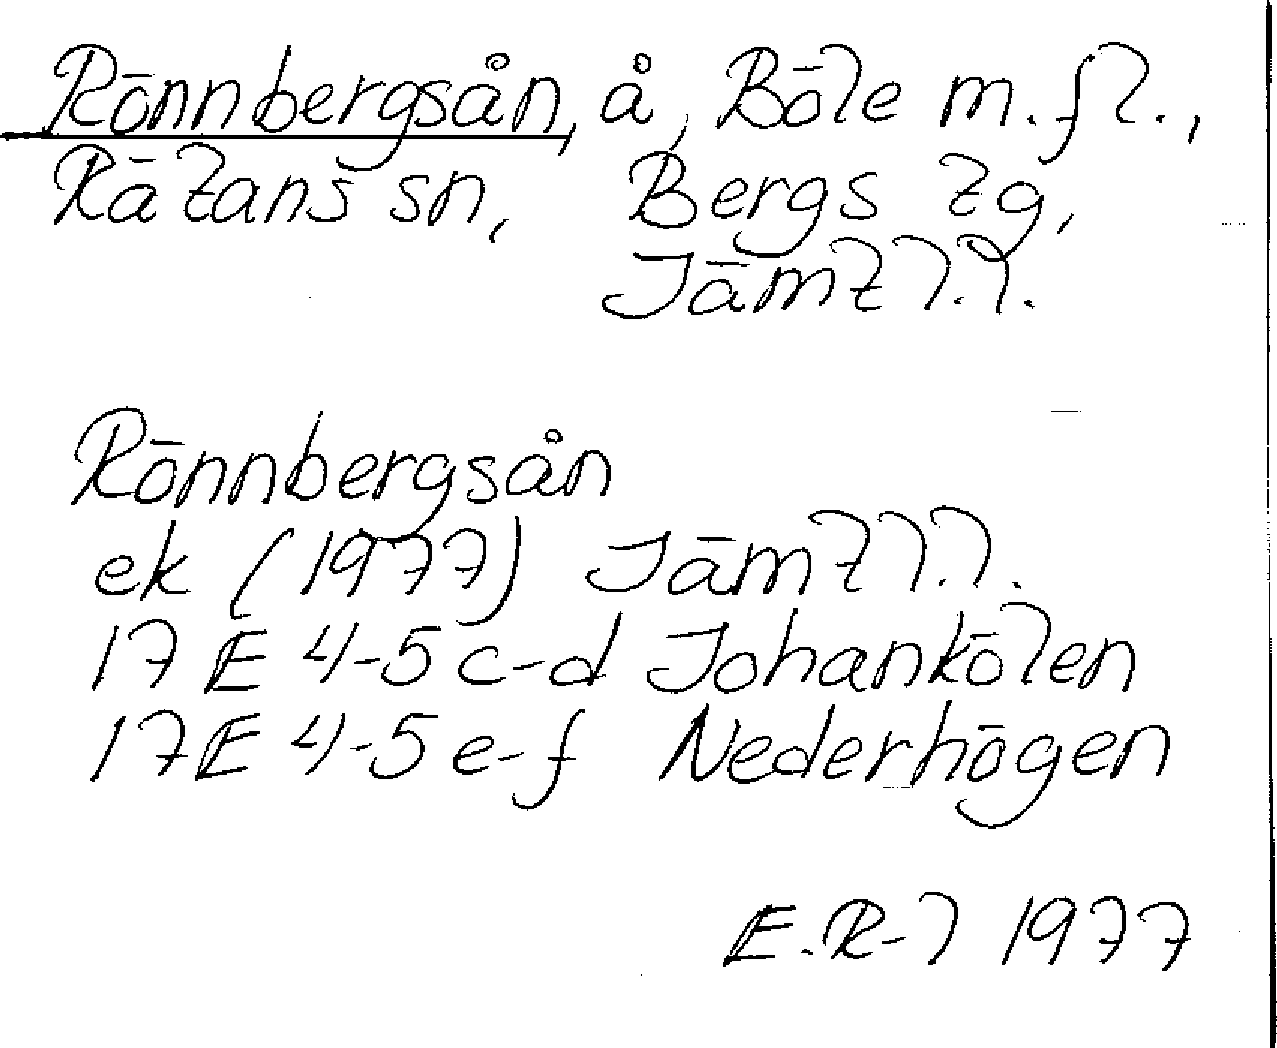 Rönnbergsån, å, Böle m.fl.,
Rätans sn, Bergs tg,
Jämtl.l.
Rönnbergsån
ek (1977) Jämtl.l.
17 E 4-5 c-d Johankölen
17E 4-5 e-f Nederhögen
E.R-l 1977